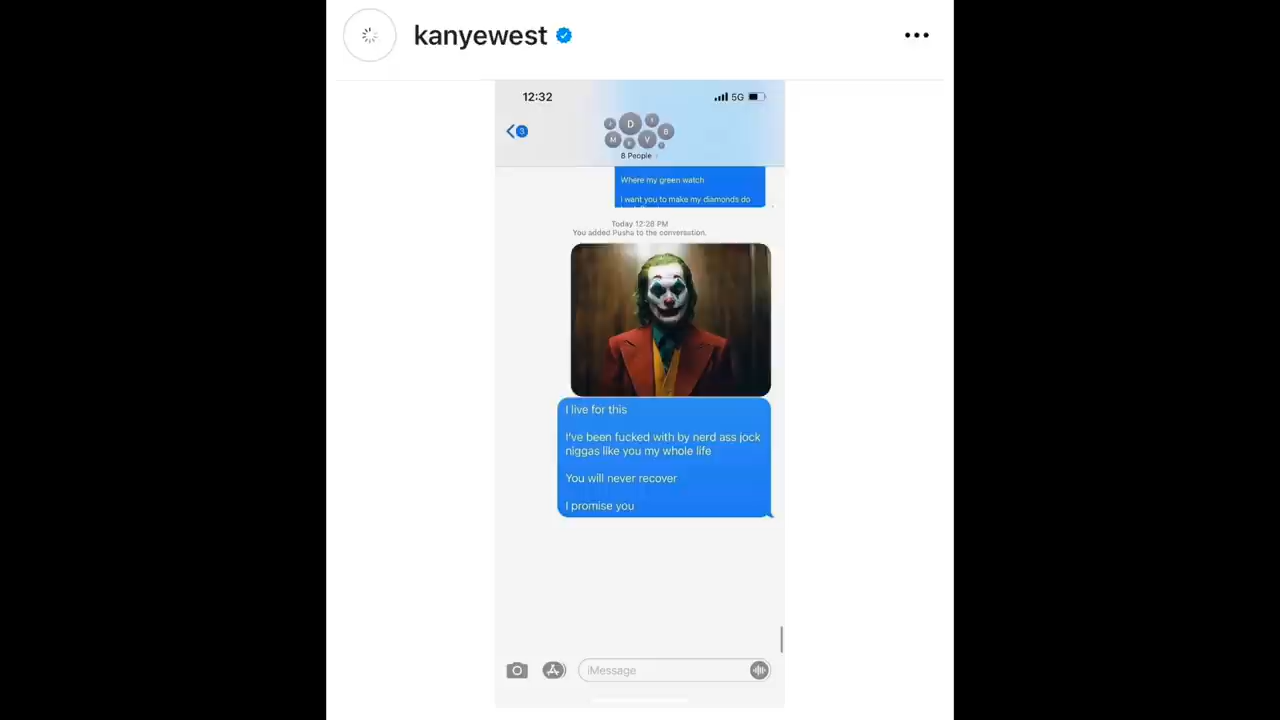 kanyewest
12:32
5G
3
D
M
V
B
8 People
Where my green watch
I want you to make my diamonds do
Today 12:28 PM
You added Pusha to the conversation.
I live for this
I've been fucked with by nerd ass jock
niggas like you my whole life
You will never recover
I promise you
iMessage